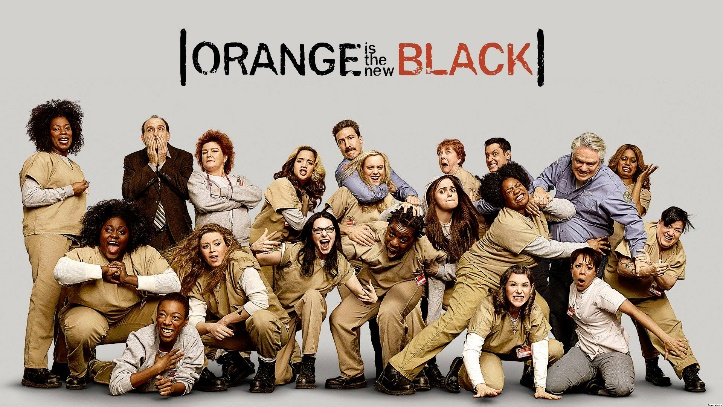 |ORANGE is the new BLACK|